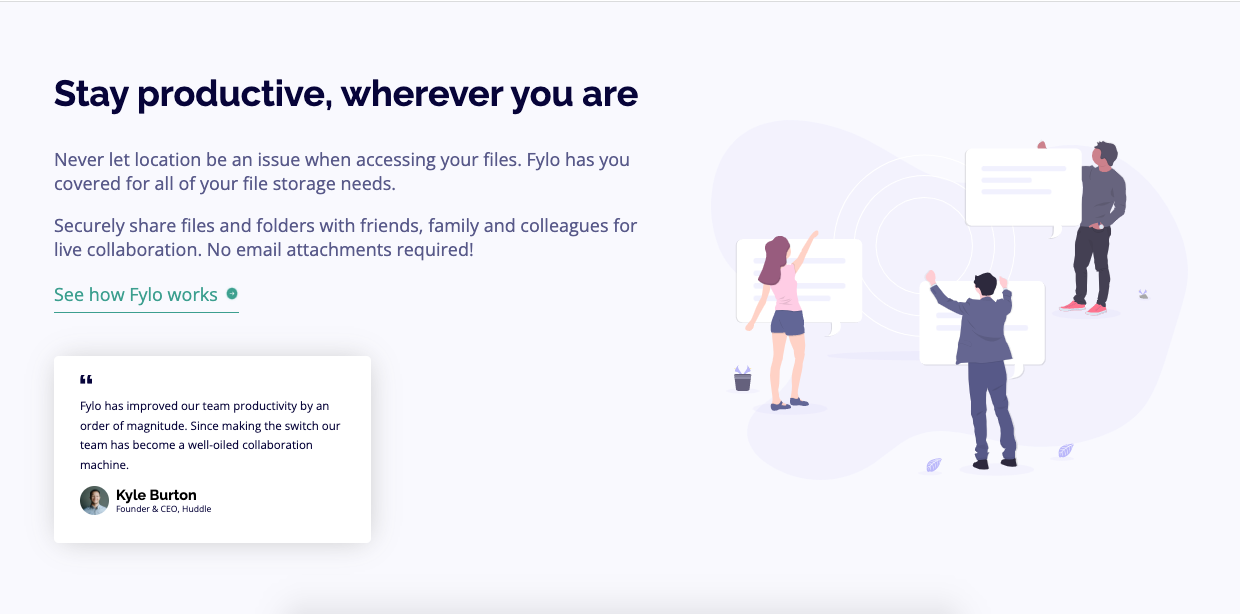 Stay productive, wherever you are
Never let location be an issue when accessing your files. Fylo has you
covered for all of your file storage needs.
Securely share files and folders with friends, family and colleagues for
live collaboration. No email attachments required!
See how Fylo works
“
Fylo has improved our team productivity by an
order of magnitude. Since making the switch our
team has become a well-oiled collaboration
machine.
Kyle Burton
Founder & CEO, Huddle